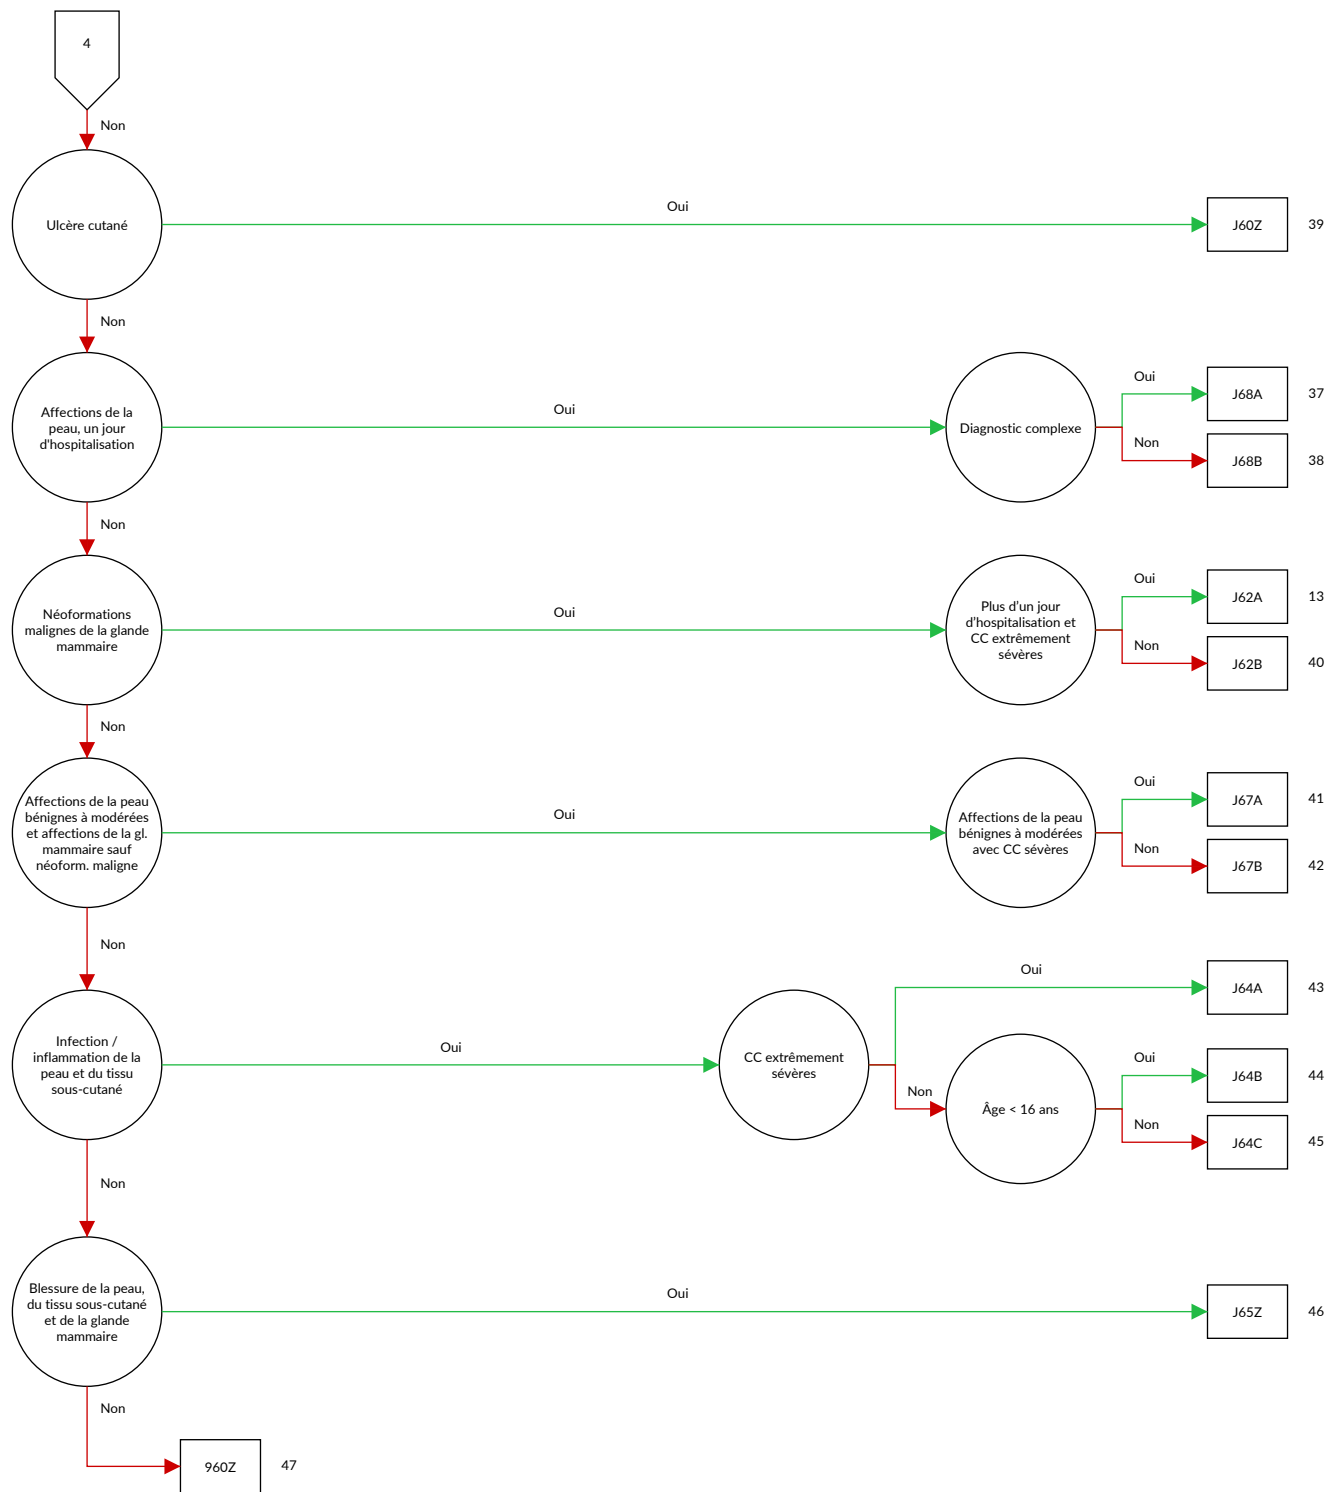 4
Non
Ulcère cutané
Oui
J60Z
39
Non
Affections de la
peau, un jour
d'hospitalisation
Oui
Diagnostic complexe
Oui
J68A
37
Non
J68B
38
Non
Néoformations
malignes de la glande
mammaire
Oui
Plus d'un jour
d'hospitalisation et
CC extrêmement
sévères
Oui
J62A
13
Non
J62B
40
Non
Affections de la peau
bénignes à modérées
et affections de la gl.
mammaire sauf
néoform. maligne
Oui
Affections de la peau
bénignes à modérées
avec CC sévères
Oui
J67A
41
Non
J67B
42
Non
Infection /
inflammation de la
peau et du tissu
sous-cutané
Oui
CC extrêmement
sévères
Oui
J64A
43
Non
Âge < 16 ans
Oui
J64B
44
Non
J64C
45
Non
Blessure de la peau,
du tissu sous-cutané
et de la glande
mammaire
Oui
J65Z
46
Non
960Z
47